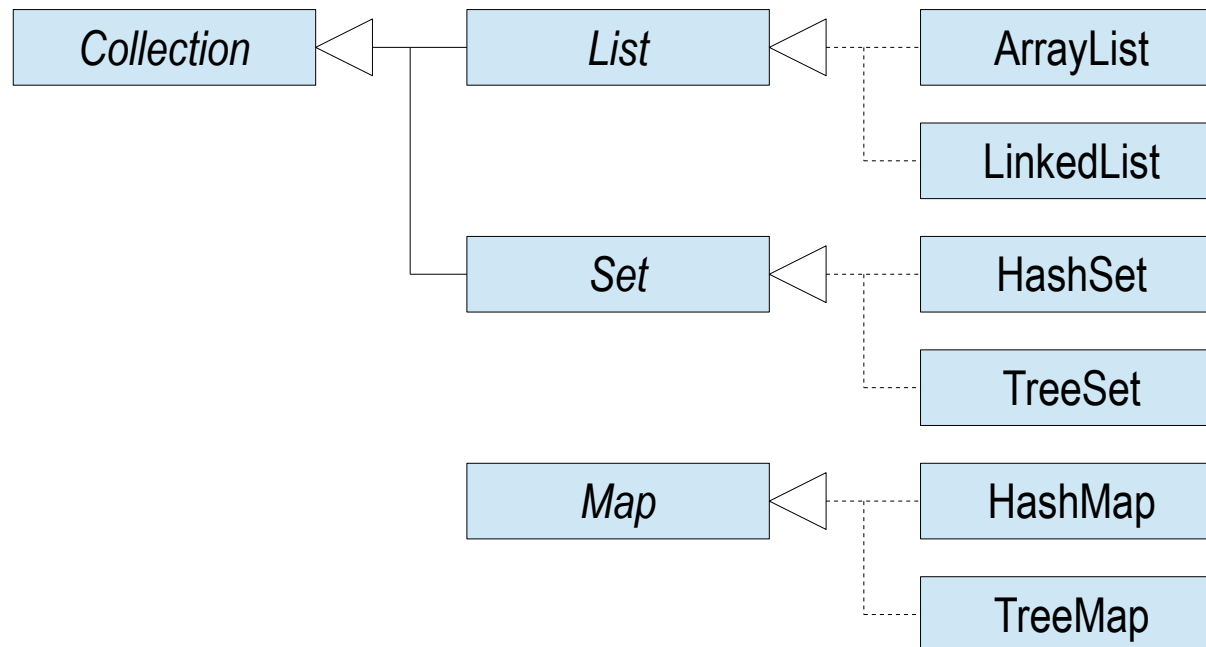 Collection
List
ArrayList
LinkedList
Set
HashSet
TreeSet
Map
HashMap
TreeMap